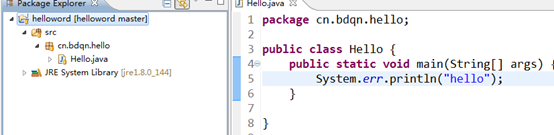 Package Explorer
helloword [helloword master]
src
cn.bdqn.hello
Hello.java
JRE System Library [jre1.8.0_144]
Hello.java
1 package cn.bdqn.hello;
2
3 public class Hello {
4 public static void main(String[] args) {
5 System.err.println("hello");
6 }
7
8 }